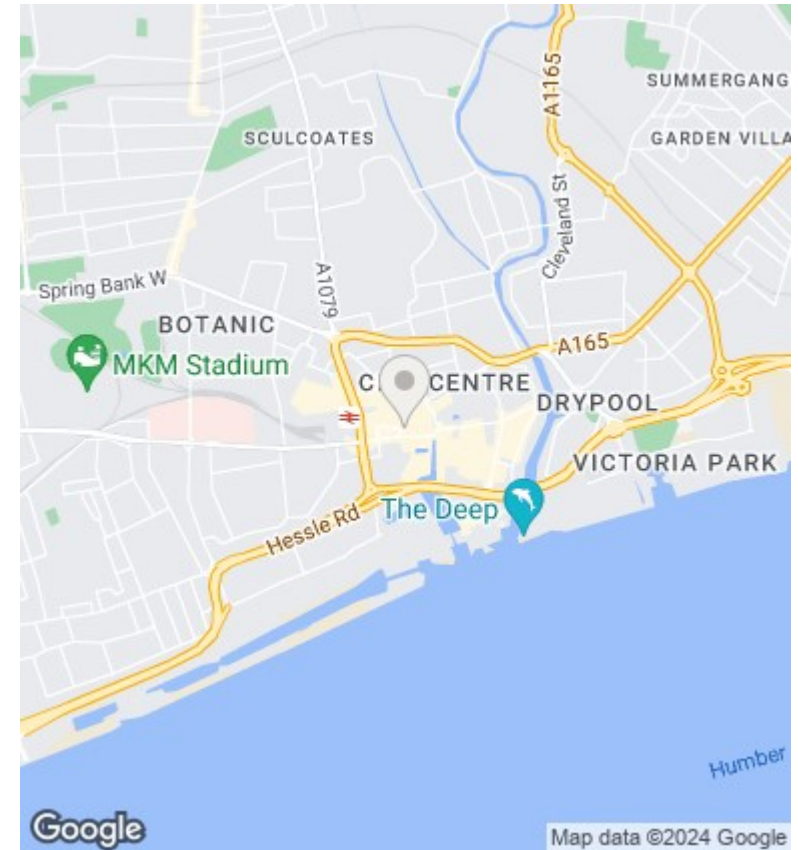 A1165
SUMMERGANG
SCULCOATES
GARDEN VILLA
Cleveland St
Spring Bank W
A1079
BOTANIC
A165
MKM Stadium
CENTRE
DRYPOOL
VICTORIA PARK
The Deep
Hessle Rd
Humber
Google
Map data ©2024 Google